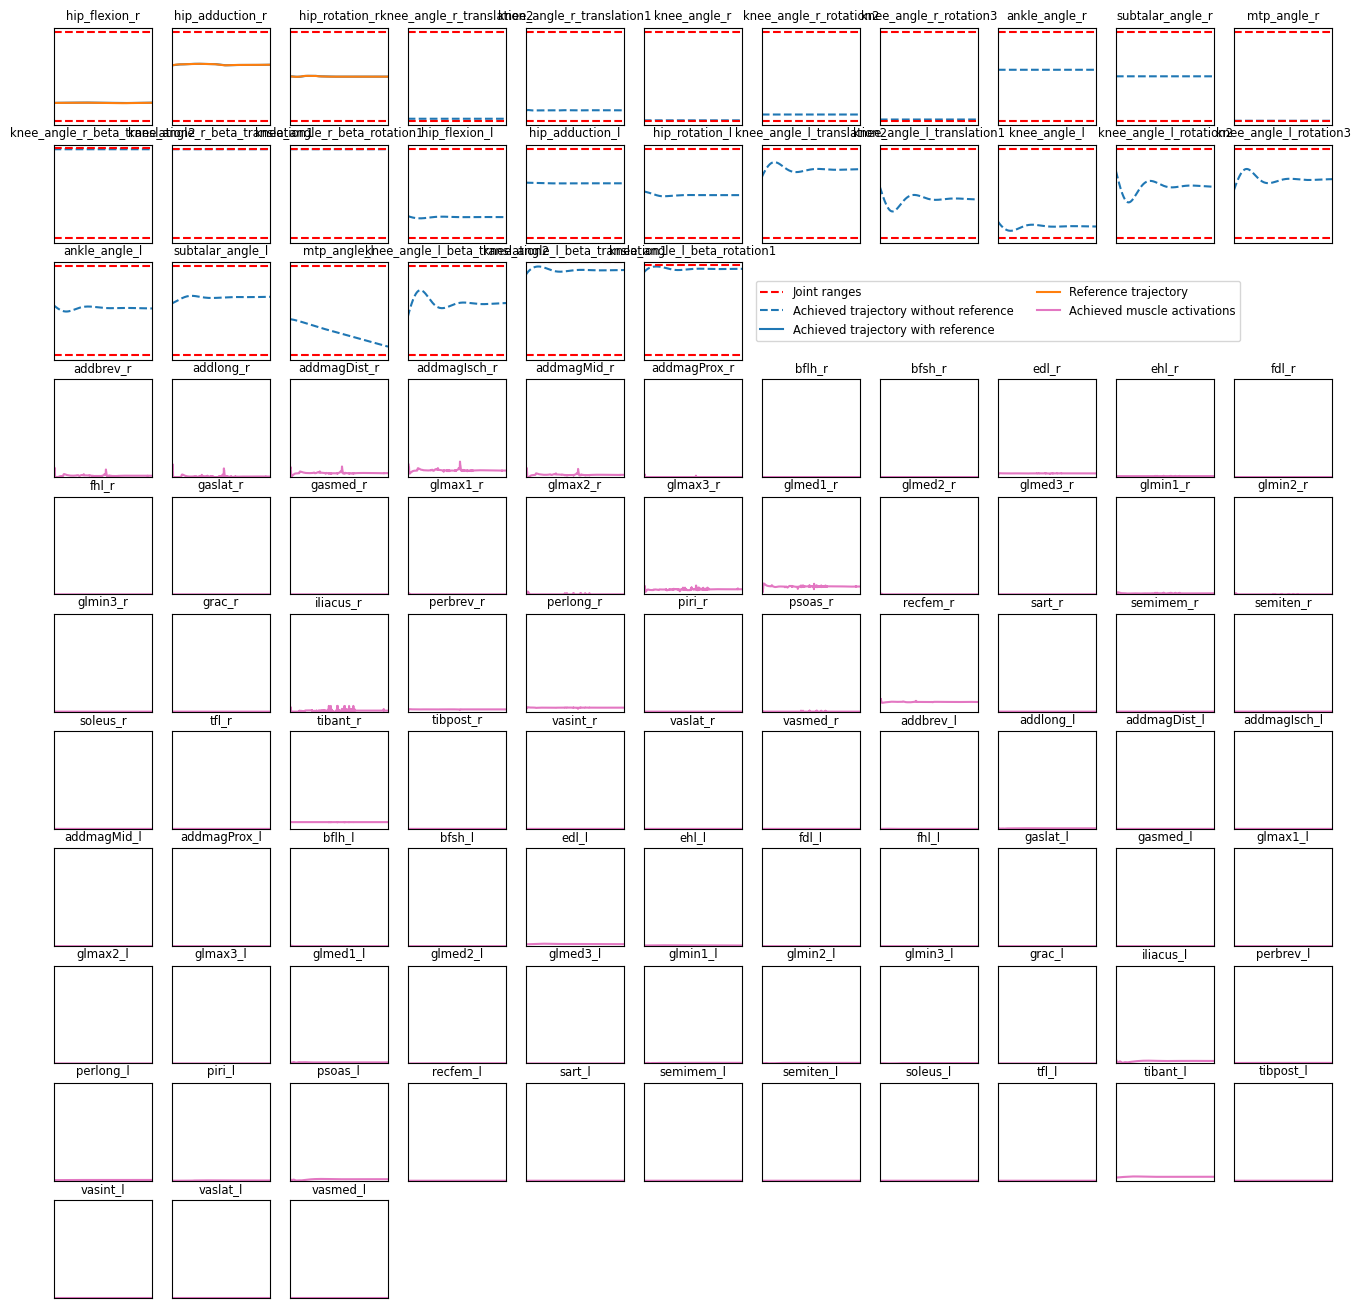 hip_flexion_r
hip_adduction_r
hip_rotation_r
knee_angle_r_translation2
knee_angle_r_translation1
knee_angle_r
knee_angle_r_rotation2
knee_angle_r_rotation3
ankle_angle_r
subtalar_angle_r
mtp_angle_r
knee_angle_r_beta_translation2
knee_angle_r_beta_translation1
knee_angle_r_beta_rotation1
hip_flexion_l
hip_adduction_l
hip_rotation_l
knee_angle_l_translation2
knee_angle_l_translation1
knee_angle_l
knee_angle_l_rotation2
knee_angle_l_rotation3
ankle_angle_l
subtalar_angle_l
mtp_angle_l
knee_angle_l_beta_translation2
knee_angle_l_beta_translation1
knee_angle_l_beta_rotation1
Joint ranges
Achieved trajectory without reference
Achieved trajectory with reference
Reference trajectory
Achieved muscle activations
addbrev_r
addlong_r
addmagDist_r
addmagIsch_r
addmagMid_r
addmagProx_r
bflh_r
bfsh_r
edl_r
ehl_r
fdl_r
fhl_r
gaslat_r
gasmed_r
glmax1_r
glmax2_r
glmax3_r
glmed1_r
glmed2_r
glmed3_r
glmin1_r
glmin2_r
glmin3_r
grac_r
iliacus_r
perbrev_r
perlong_r
piri_r
psoas_r
recfem_r
sart_r
semimem_r
semiten_r
soleus_r
tfl_r
tibant_r
tibpost_r
vasint_r
vaslat_r
vasmed_r
addbrev_l
addlong_l
addmagDist_l
addmagIsch_l
addmagMid_l
addmagProx_l
bflh_l
bfsh_l
edl_l
ehl_l
fdl_l
fhl_l
gaslat_l
gasmed_l
glmax1_l
glmax2_l
glmax3_l
glmed1_l
glmed2_l
glmed3_l
glmin1_l
glmin2_l
glmin3_l
grac_l
iliacus_l
perbrev_l
perlong_l
piri_l
psoas_l
recfem_l
sart_l
semimem_l
semiten_l
soleus_l
tfl_l
tibant_l
tibpost_l
vasint_l
vaslat_l
vasmed_l